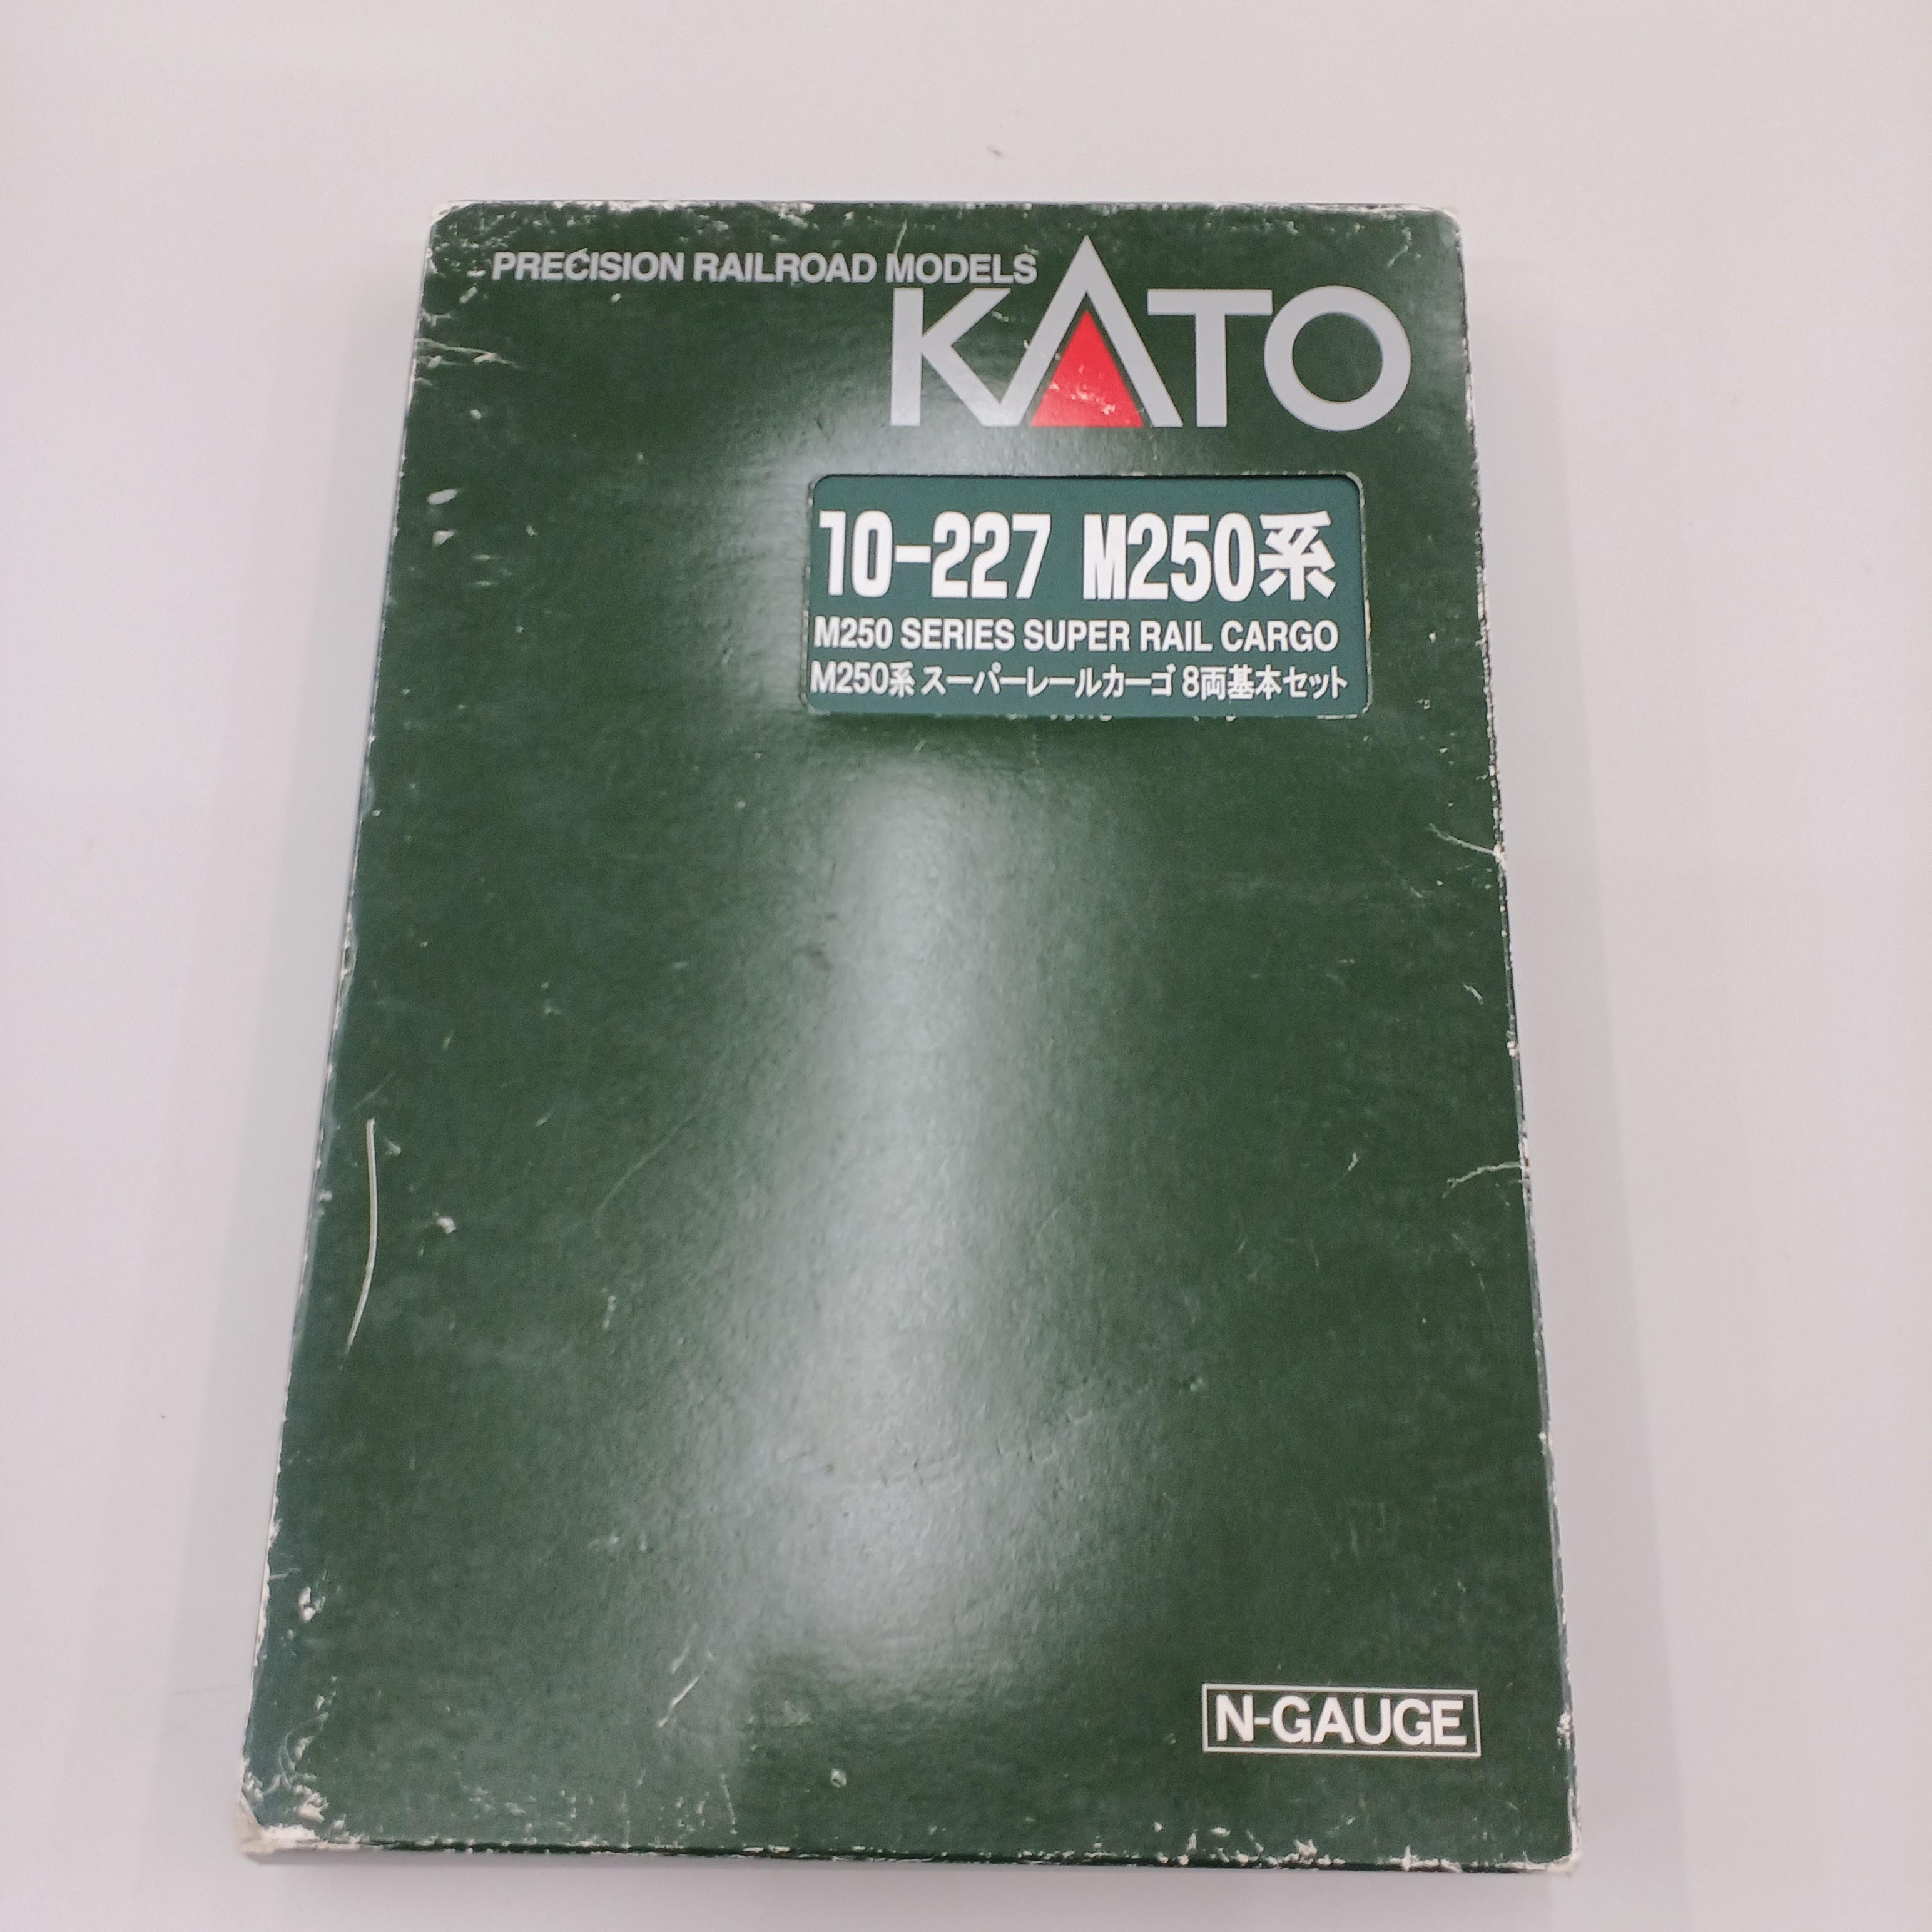 PRECISION RAILROAD MODELS
KATO
10-227 M250系
M250 SERIES SUPER RAIL CARGO
M250系 スーパーレールカーゴ 8両基本セット
N-GAUGE